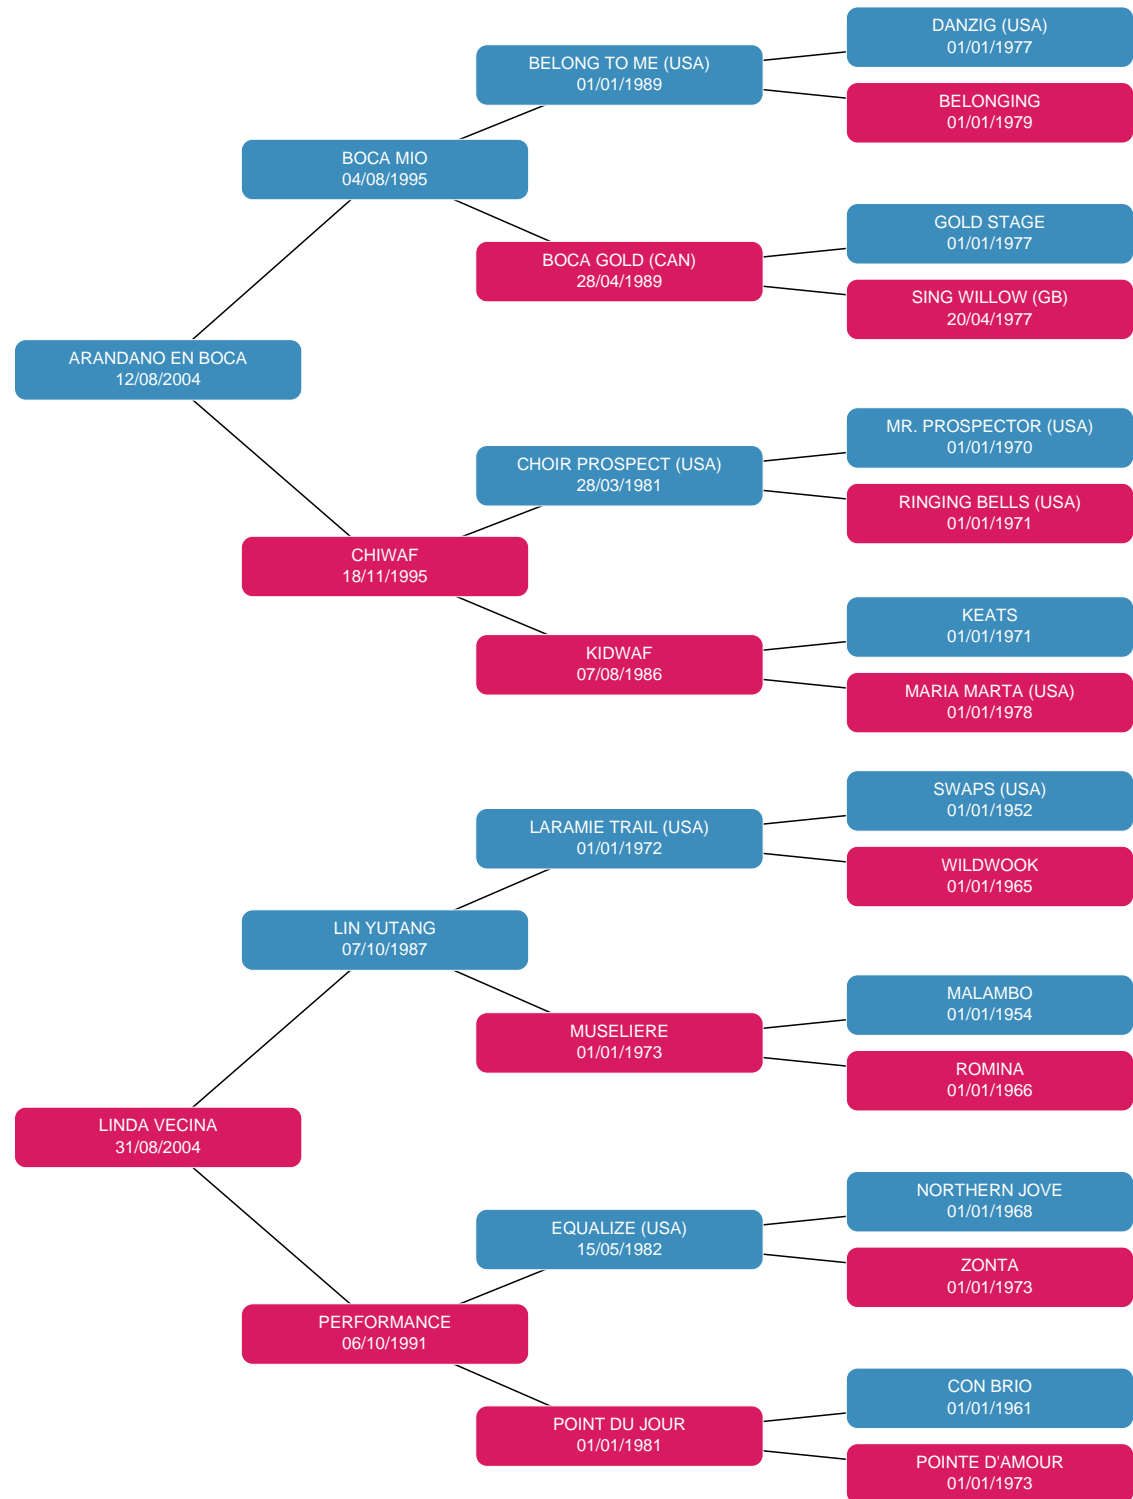 DANZIG (USA)
01/01/1977
BELONG TO ME (USA)
01/01/1989
BELONGING
01/01/1979
BOCA MIO
04/08/1995
GOLD STAGE
01/01/1977
BOCA GOLD (CAN)
28/04/1989
SING WILLOW (GB)
20/04/1977
ARANDANO EN BOCA
12/08/2004
MR. PROSPECTOR (USA)
01/01/1970
CHOIR PROSPECT (USA)
28/03/1981
RINGING BELLS (USA)
01/01/1971
CHIWAF
18/11/1995
KEATS
01/01/1971
KIDWAF
07/08/1986
MARIA MARTA (USA)
01/01/1978
SWAPS (USA)
01/01/1952
LARAMIE TRAIL (USA)
01/01/1972
WILDWOOK
01/01/1965
LIN YUTANG
07/10/1987
MALAMBO
01/01/1954
MUSELIERE
01/01/1973
ROMINA
01/01/1966
LINDA VECINA
31/08/2004
NORTHERN JOVE
01/01/1968
EQUALIZE (USA)
15/05/1982
ZONTA
01/01/1973
PERFORMANCE
06/10/1991
CON BRIO
01/01/1961
POINT DU JOUR
01/01/1981
POINTE D'AMOUR
01/01/1973